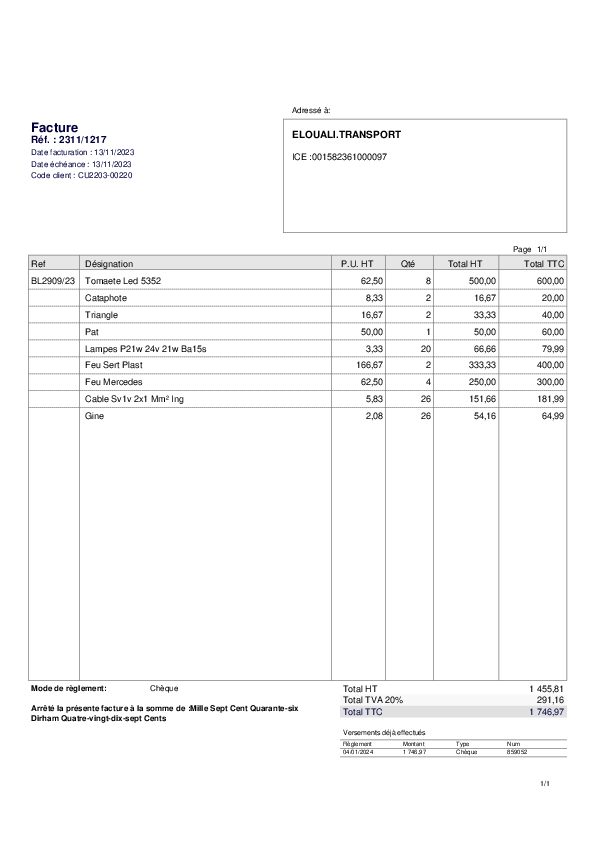 Adressé à:
Facture
Réf. : 2311/1217
Date facturation : 13/11/2023
Date échéance : 13/11/2023
Code client : CU2203-00220
ELOUALI.TRANSPORT
ICE :001582361000097
Page 1/1
Ref Désignation P.U. HT Qté Total HT Total TTC
BL2909/23 Tomaete Led 5352 62,50 8 500,00 600,00
Cataphote 8,33 2 16,67 20,00
Triangle 16,67 2 33,33 40,00
Pat 50,00 1 50,00 60,00
Lampes P21w 24v 21w Ba15s 3,33 20 66,66 79,99
Feu Sert Plast 166,67 2 333,33 400,00
Feu Mercedes 62,50 4 250,00 300,00
Cable Sv1v 2x1 Mm² Ing 5,83 26 151,66 181,99
Gine 2,08 26 54,16 64,99
Mode de règlement: Chèque
Arrêté la présente facture à la somme de :Mille Sept Cent Quarante-six
Dirham Quatre-vingt-dix-sept Cents
Total HT 1 455,81
Total TVA 20% 291,16
Total TTC 1 746,97
Versements déjà effectués
Règlement Montant Type Num
04/01/2024 1 746,97 Chèque 859052
1/1